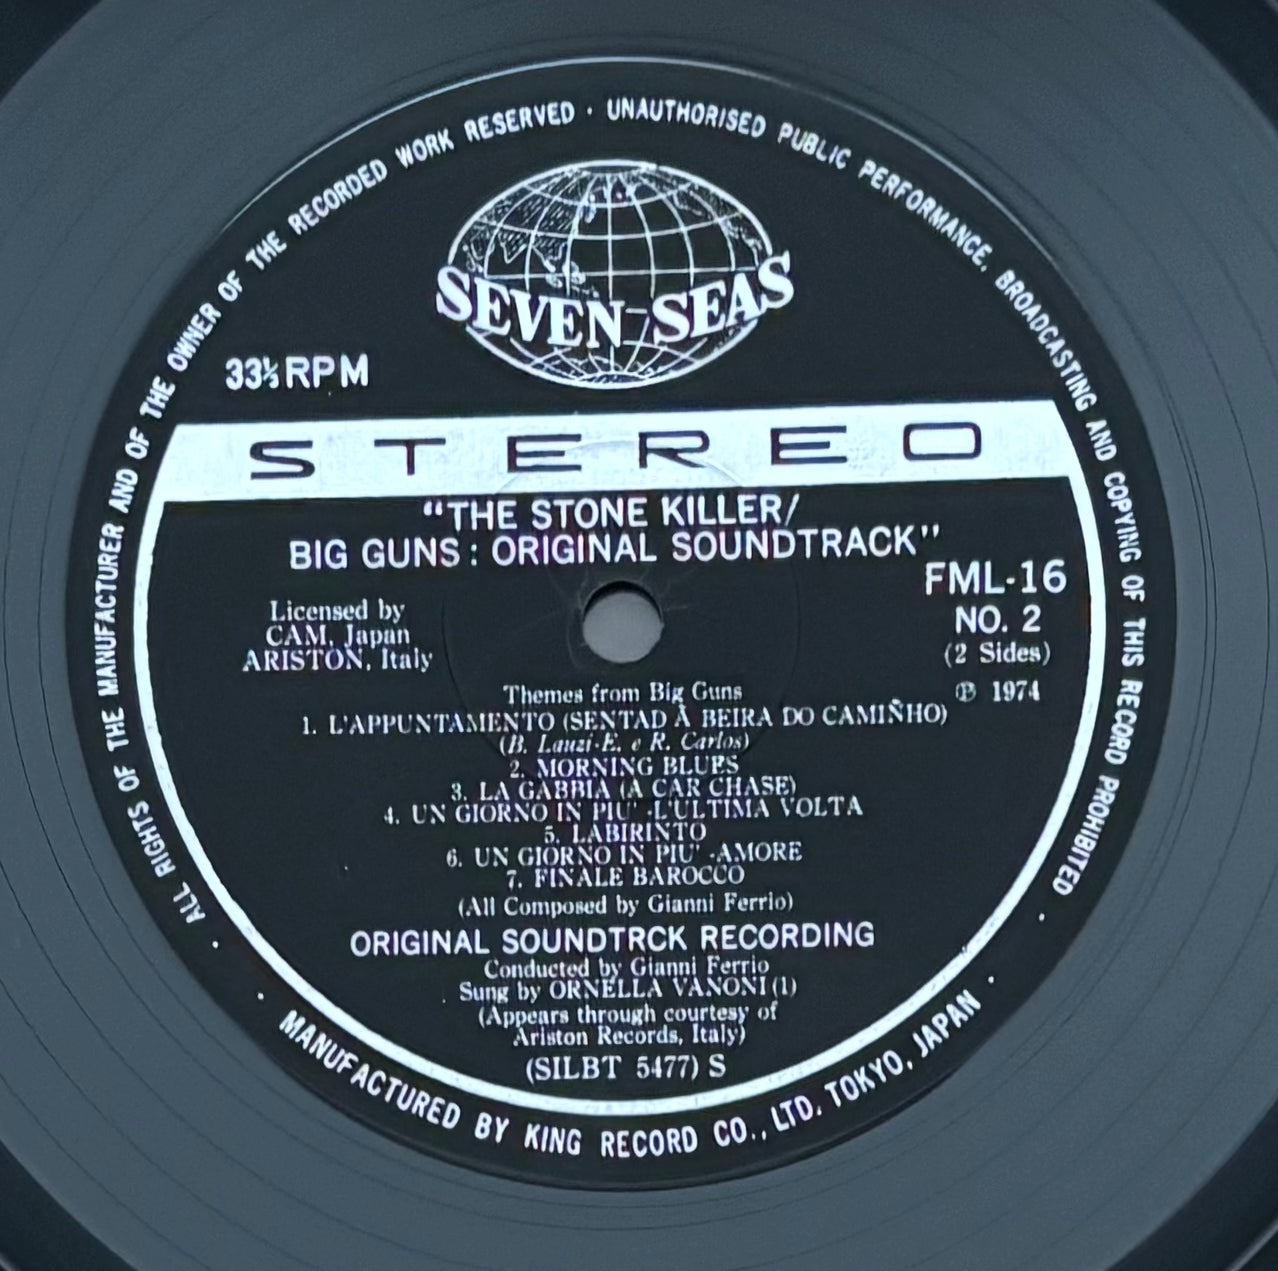 ALL RIGHTS OF THE MANUFACTURER AND OF THE OWNER OF THE RECORDED WORK RESERVED · UNAUTHORISED PUBLIC PERFORMANCE, BROADCASTING AND COPYING OF THIS RECORD PROHIBITED
SEVEN SEAS
33⅓ RPM
STEREO
"THE STONE KILLER/
BIG GUNS : ORIGINAL SOUNDTRACK"
FML-16
NO. 2
(2 Sides)
℗ 1974
Licensed by
CAM, Japan
ARISTON, Italy
Themes from Big Guns
1. L'APPUNTAMENTO (SENTAD À BEIRA DO CAMIÑHO)
(B. Lauzi-E. e R. Carlos)
2. MORNING BLUES
3. LA GABBIA (A CAR CHASE)
4. UN GIORNO IN PIU' -L'ULTIMA VOLTA
5. LABIRINTO
6. UN GIORNO IN PIU' -AMORE
7. FINALE BAROCCO
(All Composed by Gianni Ferrio)
ORIGINAL SOUNDTRCK RECORDING
Conducted by Gianni Ferrio
Sung by ORNELLA VANONI (1)
(Appears through courtesy of
Ariston Records, Italy)
(SILBT 5477) S
· MANUFACTURED BY KING RECORD CO., LTD. TOKYO, JAPAN ·